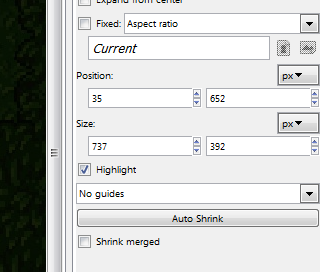 Expand from center
Fixed: Aspect ratio
Current
Position: px
35 652
Size: px
737 392
Highlight
No guides
Auto Shrink
Shrink merged